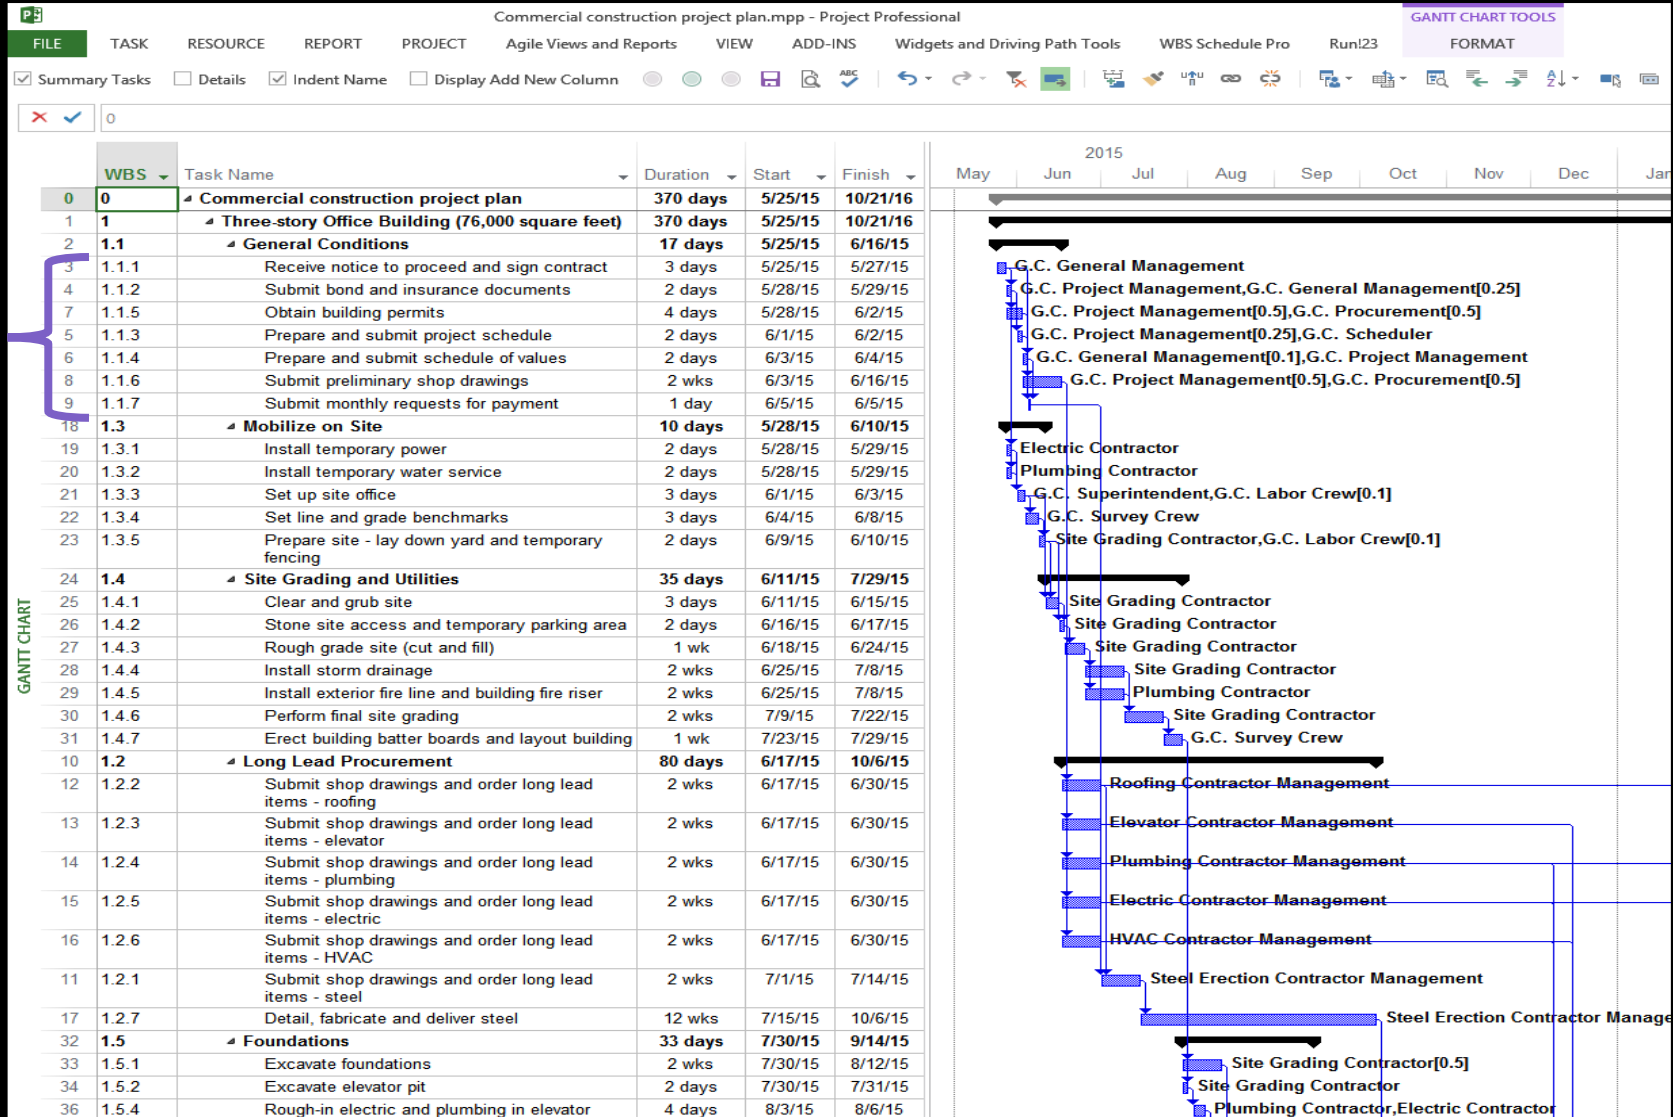 Commercial construction project plan.mpp - Project Professional
GANTT CHART TOOLS
FILE TASK RESOURCE REPORT PROJECT Agile Views and Reports VIEW ADD-INS Widgets and Driving Path Tools WBS Schedule Pro Run!23 FORMAT
Summary Tasks Details Indent Name Display Add New Column
0
2015
WBS Task Name Duration Start Finish May Jun Jul Aug Sep Oct Nov Dec Jan
0 0 Commercial construction project plan 370 days 5/25/15 10/21/16
1 1 Three-story Office Building (76,000 square feet) 370 days 5/25/15 10/21/16
2 1.1 General Conditions 17 days 5/25/15 6/16/15
3 1.1.1 Receive notice to proceed and sign contract 3 days 5/25/15 5/27/15 G.C. General Management
4 1.1.2 Submit bond and insurance documents 2 days 5/28/15 5/29/15 G.C. Project Management,G.C. General Management[0.25]
7 1.1.5 Obtain building permits 4 days 5/28/15 6/2/15 G.C. Project Management[0.5],G.C. Procurement[0.5]
5 1.1.3 Prepare and submit project schedule 2 days 6/1/15 6/2/15 G.C. Project Management[0.25],G.C. Scheduler
6 1.1.4 Prepare and submit schedule of values 2 days 6/3/15 6/4/15 G.C. General Management[0.1],G.C. Project Management
8 1.1.6 Submit preliminary shop drawings 2 wks 6/3/15 6/16/15 G.C. Project Management[0.5],G.C. Procurement[0.5]
9 1.1.7 Submit monthly requests for payment 1 day 6/5/15 6/5/15
18 1.3 Mobilize on Site 10 days 5/28/15 6/10/15
19 1.3.1 Install temporary power 2 days 5/28/15 5/29/15 Electric Contractor
20 1.3.2 Install temporary water service 2 days 5/28/15 5/29/15 Plumbing Contractor
21 1.3.3 Set up site office 3 days 6/1/15 6/3/15 G.C. Superintendent,G.C. Labor Crew[0.1]
22 1.3.4 Set line and grade benchmarks 3 days 6/4/15 6/8/15 G.C. Survey Crew
23 1.3.5 Prepare site - lay down yard and temporary 2 days 6/9/15 6/10/15 Site Grading Contractor,G.C. Labor Crew[0.1]
fencing
24 1.4 Site Grading and Utilities 35 days 6/11/15 7/29/15
25 1.4.1 Clear and grub site 3 days 6/11/15 6/15/15 Site Grading Contractor
26 1.4.2 Stone site access and temporary parking area 2 days 6/16/15 6/17/15 Site Grading Contractor
27 1.4.3 Rough grade site (cut and fill) 1 wk 6/18/15 6/24/15 Site Grading Contractor
28 1.4.4 Install storm drainage 2 wks 6/25/15 7/8/15 Site Grading Contractor
29 1.4.5 Install exterior fire line and building fire riser 2 wks 6/25/15 7/8/15 Plumbing Contractor
30 1.4.6 Perform final site grading 2 wks 7/9/15 7/22/15 Site Grading Contractor
31 1.4.7 Erect building batter boards and layout building 1 wk 7/23/15 7/29/15 G.C. Survey Crew
10 1.2 Long Lead Procurement 80 days 6/17/15 10/6/15
12 1.2.2 Submit shop drawings and order long lead 2 wks 6/17/15 6/30/15 Roofing Contractor Management
items - roofing
13 1.2.3 Submit shop drawings and order long lead 2 wks 6/17/15 6/30/15 Elevator Contractor Management
items - elevator
14 1.2.4 Submit shop drawings and order long lead 2 wks 6/17/15 6/30/15 Plumbing Contractor Management
items - plumbing
15 1.2.5 Submit shop drawings and order long lead 2 wks 6/17/15 6/30/15 Electric Contractor Management
items - electric
16 1.2.6 Submit shop drawings and order long lead 2 wks 6/17/15 6/30/15 HVAC Contractor Management
items - HVAC
11 1.2.1 Submit shop drawings and order long lead 2 wks 7/1/15 7/14/15 Steel Erection Contractor Management
items - steel
17 1.2.7 Detail, fabricate and deliver steel 12 wks 7/15/15 10/6/15 Steel Erection Contractor Manage
32 1.5 Foundations 33 days 7/30/15 9/14/15
33 1.5.1 Excavate foundations 2 wks 7/30/15 8/12/15 Site Grading Contractor[0.5]
34 1.5.2 Excavate elevator pit 2 days 7/30/15 7/31/15 Site Grading Contractor
36 1.5.4 Rough-in electric and plumbing in elevator 4 days 8/3/15 8/6/15 Plumbing Contractor,Electric Contractor
GANTT CHART